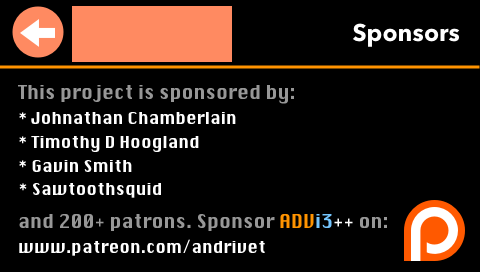 Sponsors
This project is sponsored by:
* Johnathan Chamberlain
* Timothy D Hoogland
* Gavin Smith
* Sawtoothsquid
and 200+ patrons. Sponsor ADVi3++ on:
www.patreon.com/andrivet